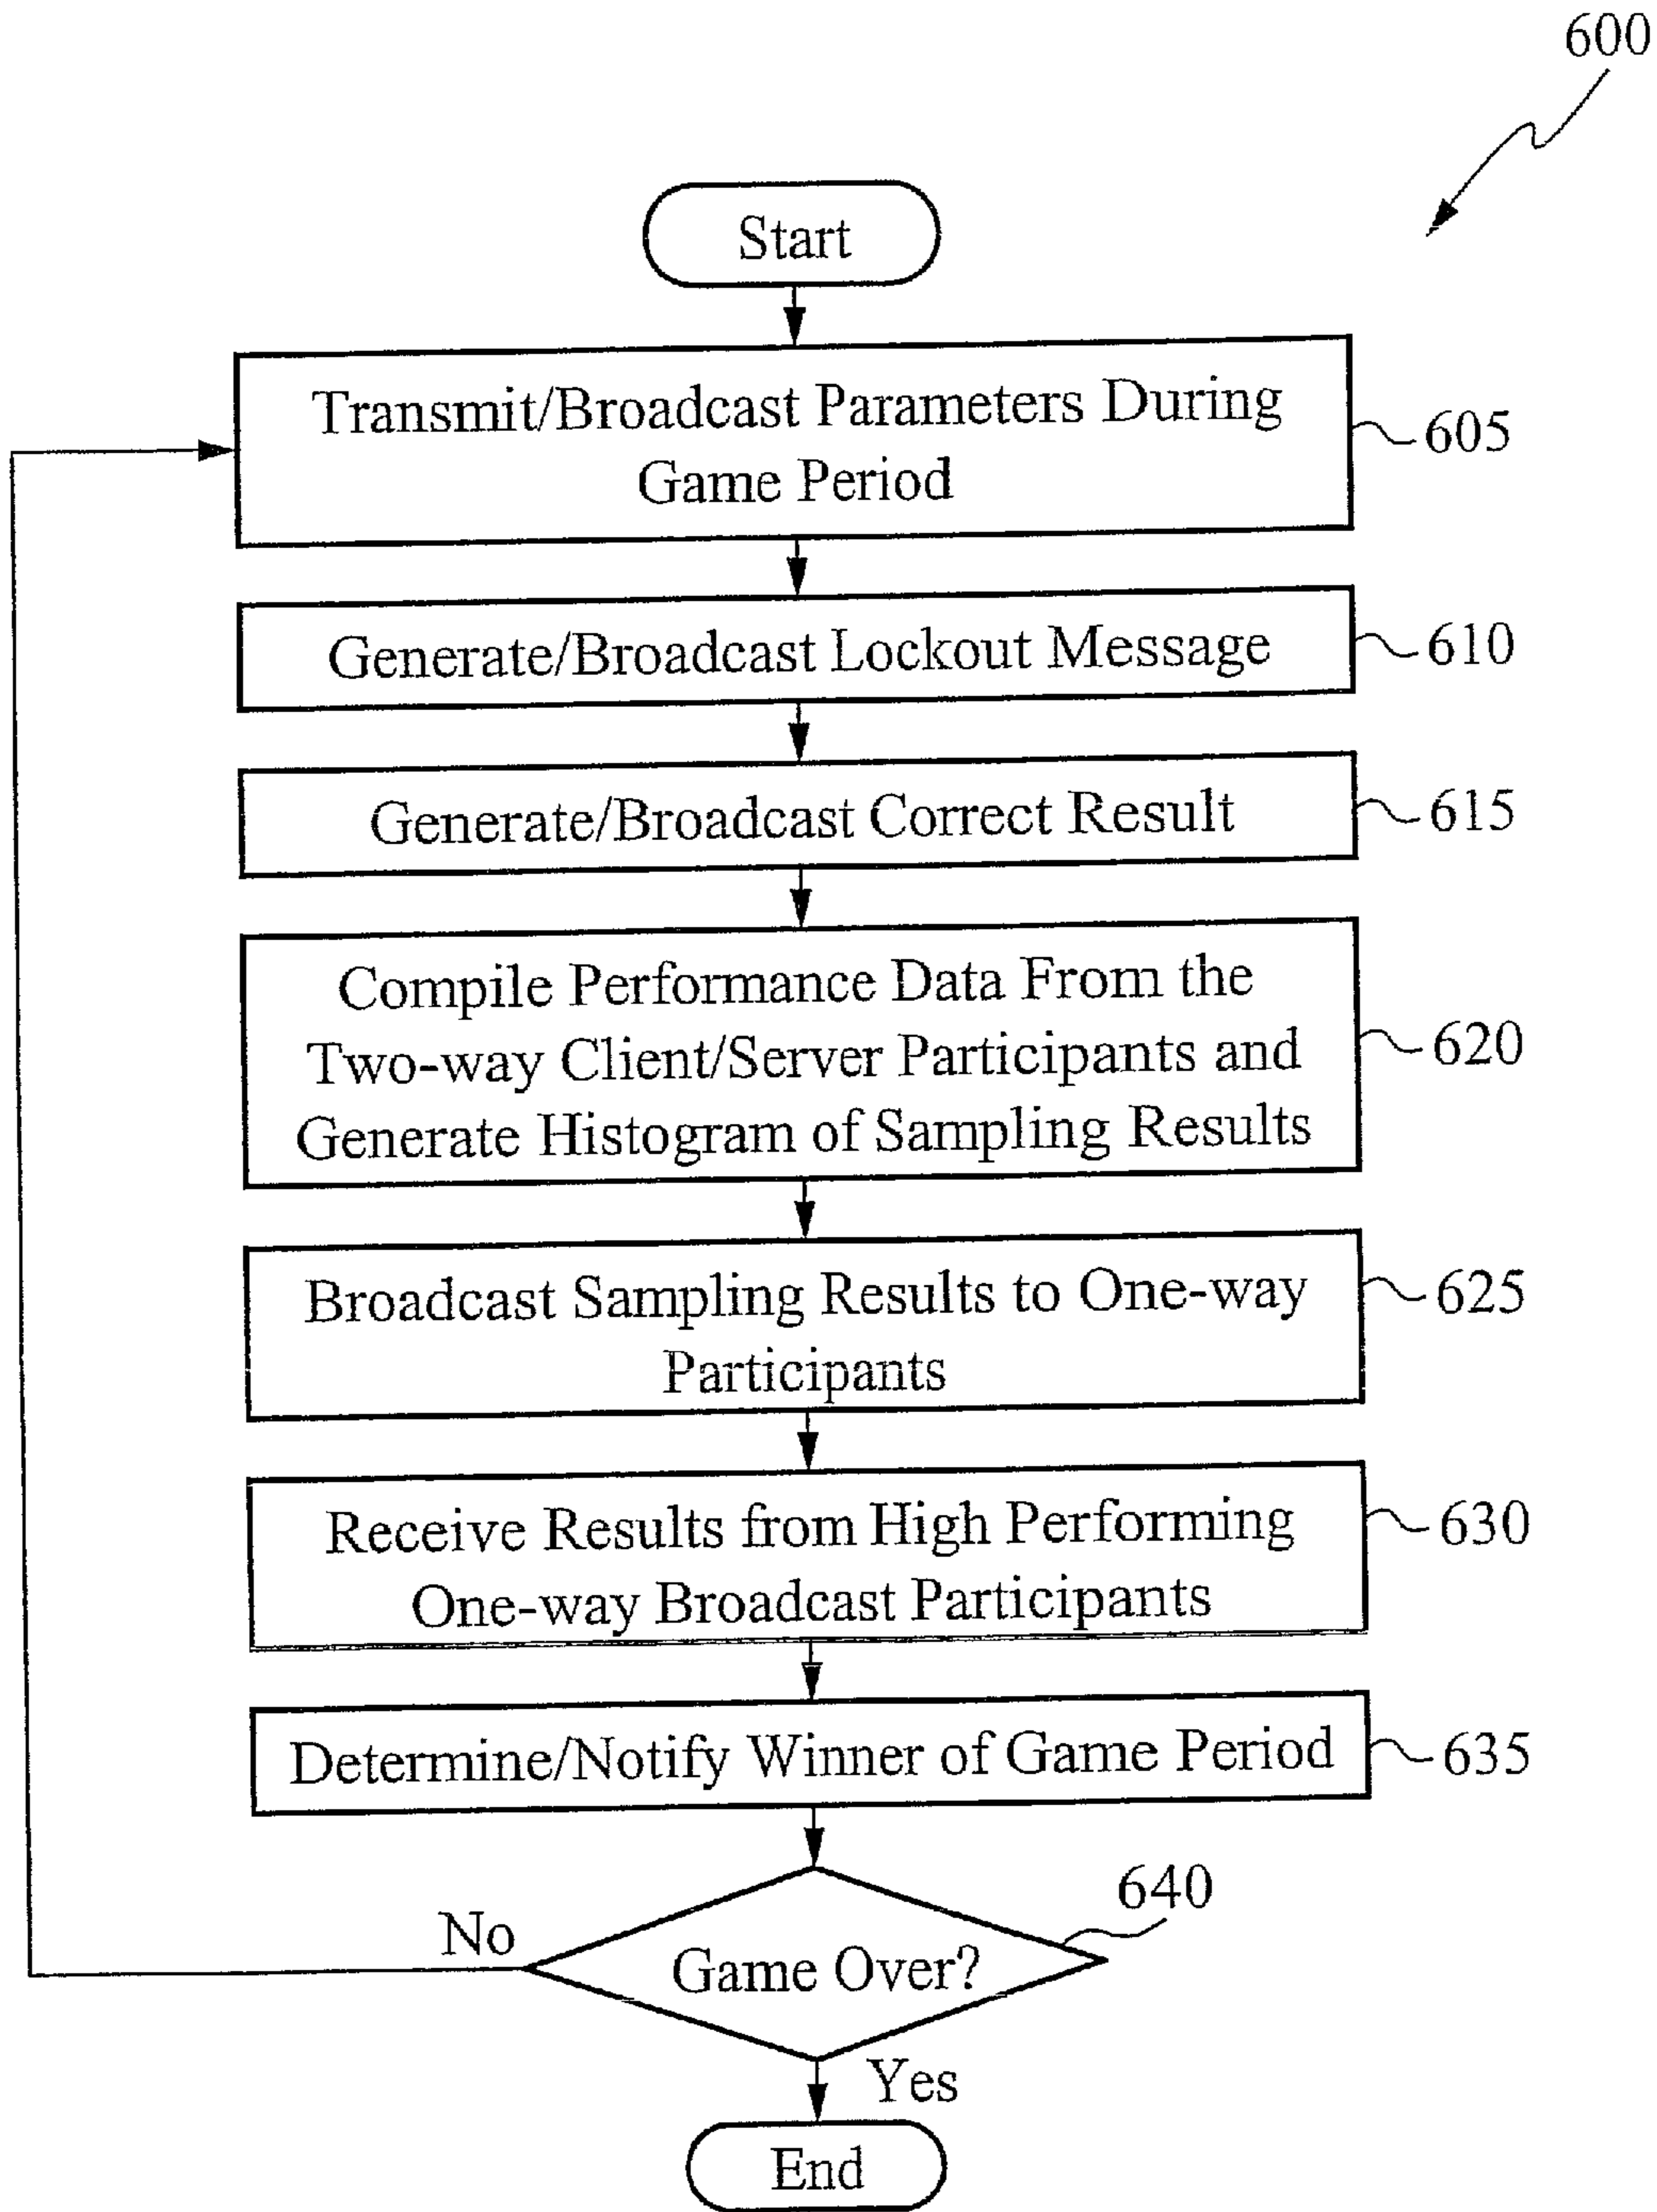 600
Start
Transmit/Broadcast Parameters During
Game Period
605
Generate/Broadcast Lockout Message
610
Generate/Broadcast Correct Result
615
Compile Performance Data From the
Two-way Client/Server Participants and
Generate Histogram of Sampling Results
620
Broadcast Sampling Results to One-way
Participants
625
Receive Results from High Performing
One-way Broadcast Participants
630
Determine/Notify Winner of Game Period
635
640
No
Game Over?
Yes
End